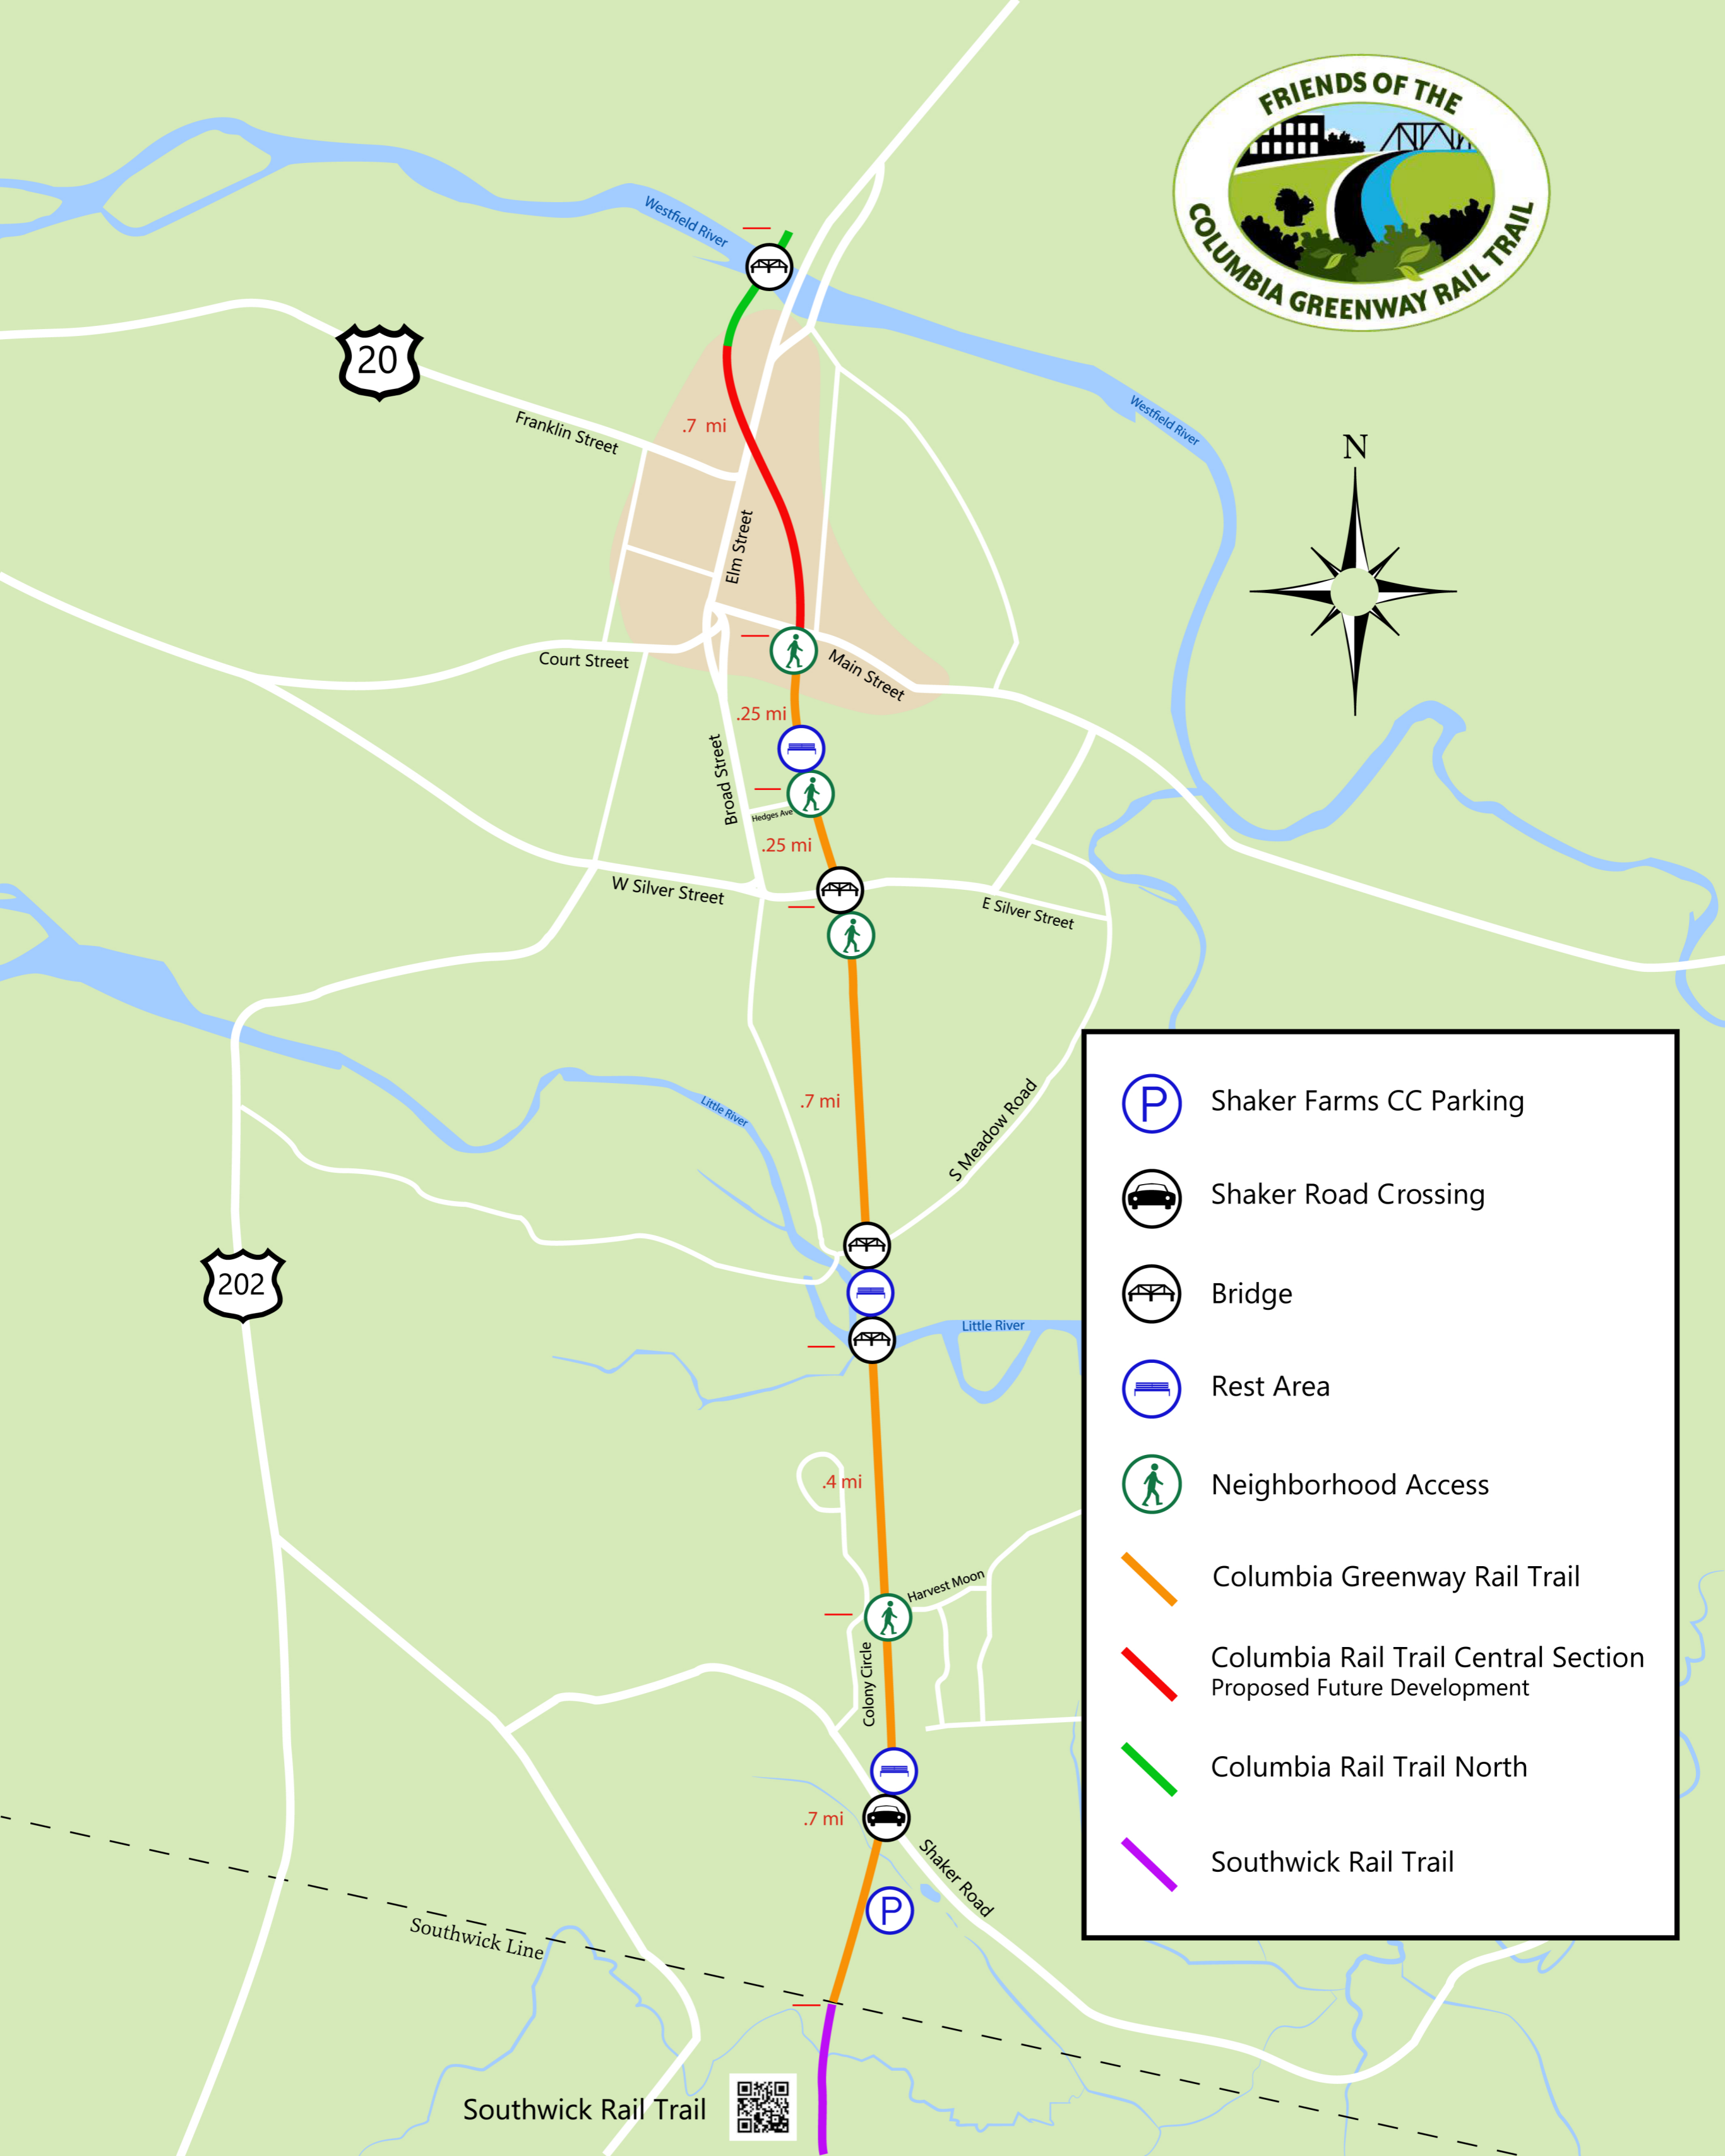 FRIENDS OF THE
COLUMBIA GREENWAY RAIL TRAIL
Westfield River
20
Franklin Street
.7 mi
Westfield River
N
Elm Street
Court Street
Main Street
.25 mi
Broad Street
Hedges Ave
.25 mi
W Silver Street
E Silver Street
.7 mi
Little River
S Meadow Road
202
Little River
.4 mi
Harvest Moon
Colony Circle
.7 mi
Shaker Road
P
Southwick Line
Southwick Rail Trail
P
Shaker Farms CC Parking
Shaker Road Crossing
Bridge
Rest Area
Neighborhood Access
Columbia Greenway Rail Trail
Columbia Rail Trail Central Section
Proposed Future Development
Columbia Rail Trail North
Southwick Rail Trail